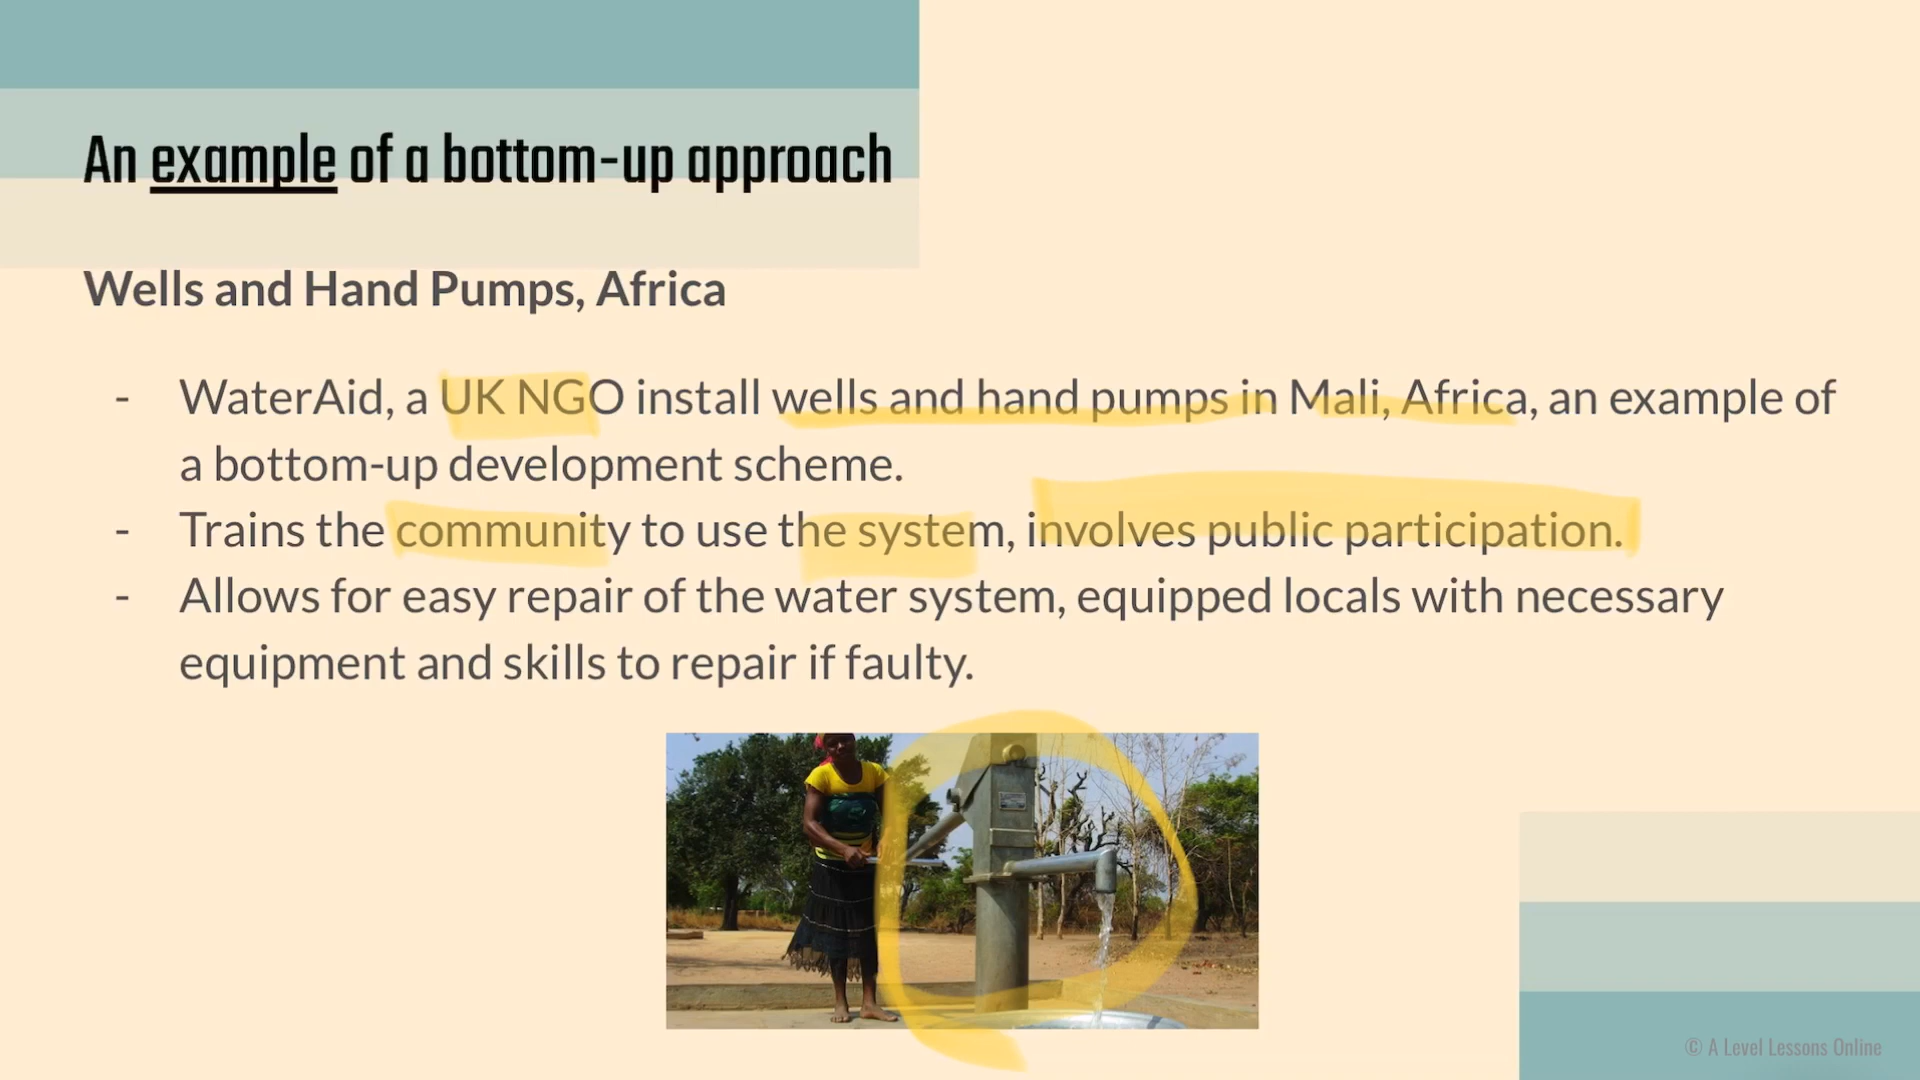 An example of a bottom-up approach
Wells and Hand Pumps, Africa
- WaterAid, a UK NGO install wells and hand pumps in Mali, Africa, an example of
a bottom-up development scheme.
- Trains the community to use the system, involves public participation.
- Allows for easy repair of the water system, equipped locals with necessary
equipment and skills to repair if faulty.
© A Level Lessons Online